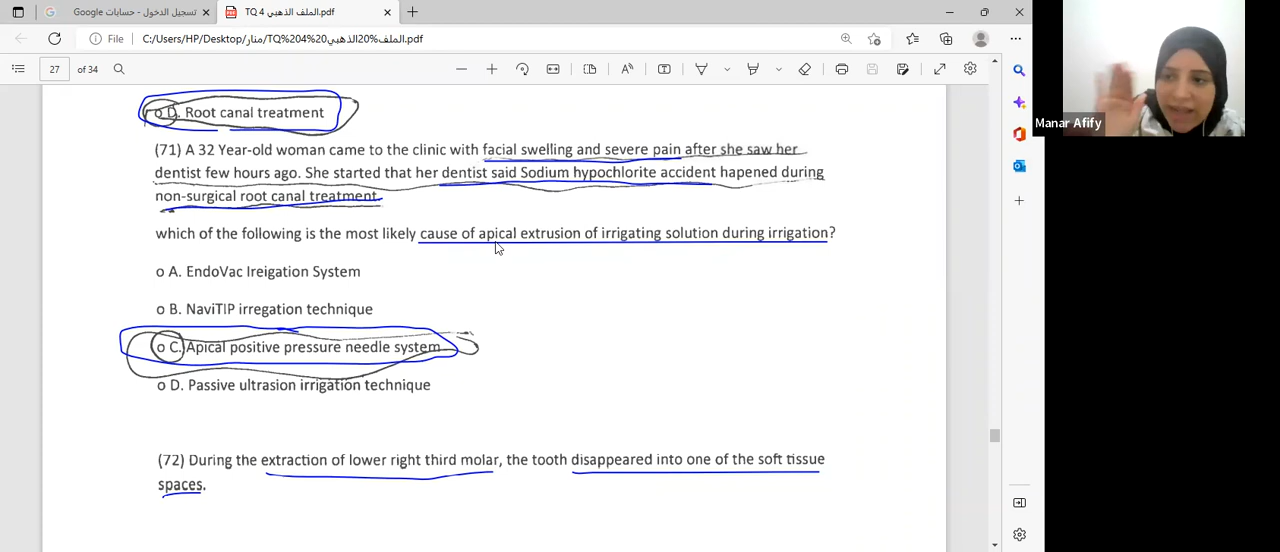 تسجيل الدخول - حسابات Google
TQ 4 الملف الذهبي.pdf
File
C:/Users/HP/Desktop/منار/TQ%204%20الملف%20الذهبي.pdf
27 of 34
Manar Afify
o D. Root canal treatment
(71) A 32 Year-old woman came to the clinic with facial swelling and severe pain after she saw her
dentist few hours ago. She started that her dentist said Sodium hypochlorite accident hapened during
non-surgical root canal treatment.
which of the following is the most likely cause of apical extrusion of irrigating solution during irrigation?
o A. EndoVac Ireigation System
o B. NaviTIP irregation technique
o C. Apical positive pressure needle system
o D. Passive ultrasion irrigation technique
(72) During the extraction of lower right third molar, the tooth disappeared into one of the soft tissue
spaces.